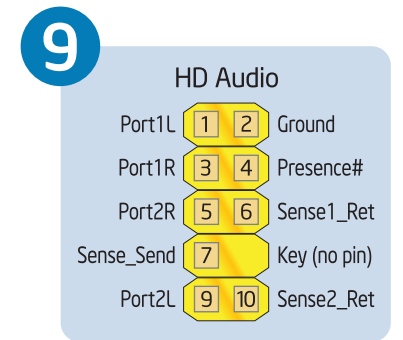 9
HD Audio
Port1L 1 2 Ground
Port1R 3 4 Presence#
Port2R 5 6 Sense1_Ret
Sense_Send 7 Key (no pin)
Port2L 9 10 Sense2_Ret